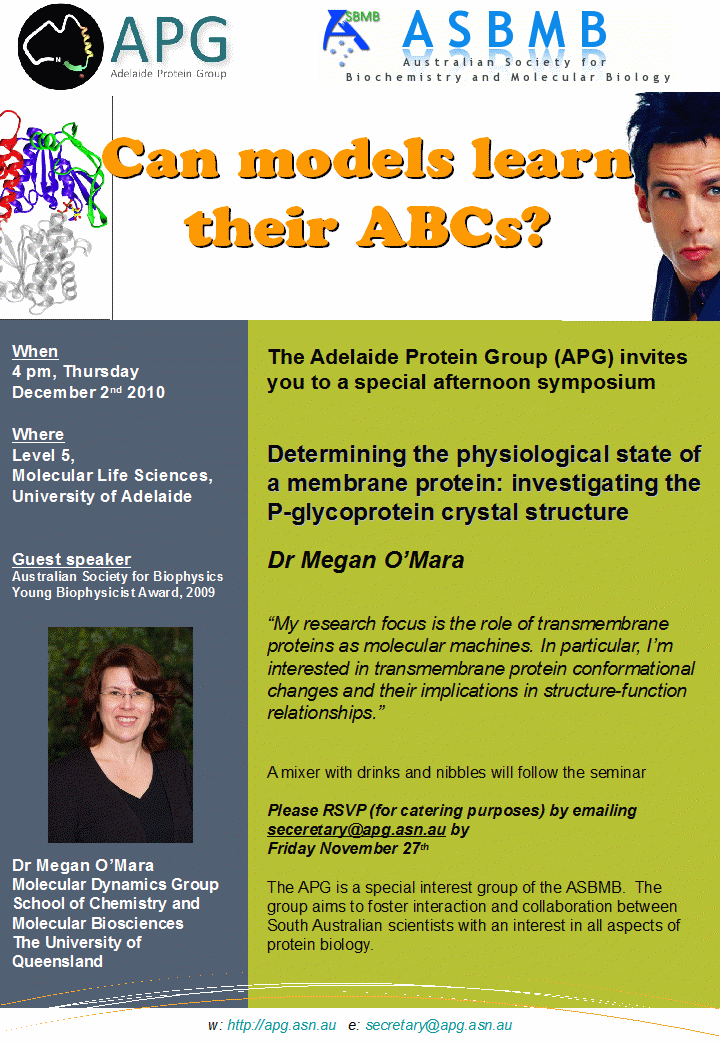 APG
Adelaide Protein Group
N
SBMB
ASBMB
Australian Society for
Biochemistry and Molecular Biology
Can models learn
their ABCs?
When
4 pm, Thursday
December 2nd 2010
Where
Level 5,
Molecular Life Sciences,
University of Adelaide
Guest speaker
Australian Society for Biophysics
Young Biophysicist Award, 2009
Dr Megan O’Mara
Molecular Dynamics Group
School of Chemistry and
Molecular Biosciences
The University of
Queensland
The Adelaide Protein Group (APG) invites
you to a special afternoon symposium
Determining the physiological state of
a membrane protein: investigating the
P-glycoprotein crystal structure
Dr Megan O’Mara
“My research focus is the role of transmembrane
proteins as molecular machines. In particular, I’m
interested in transmembrane protein conformational
changes and their implications in structure-function
relationships.”
A mixer with drinks and nibbles will follow the seminar
Please RSVP (for catering purposes) by emailing
seceretary@apg.asn.au by
Friday November 27th
The APG is a special interest group of the ASBMB. The
group aims to foster interaction and collaboration between
South Australian scientists with an interest in all aspects of
protein biology.
w: http://apg.asn.au e: secretary@apg.asn.au